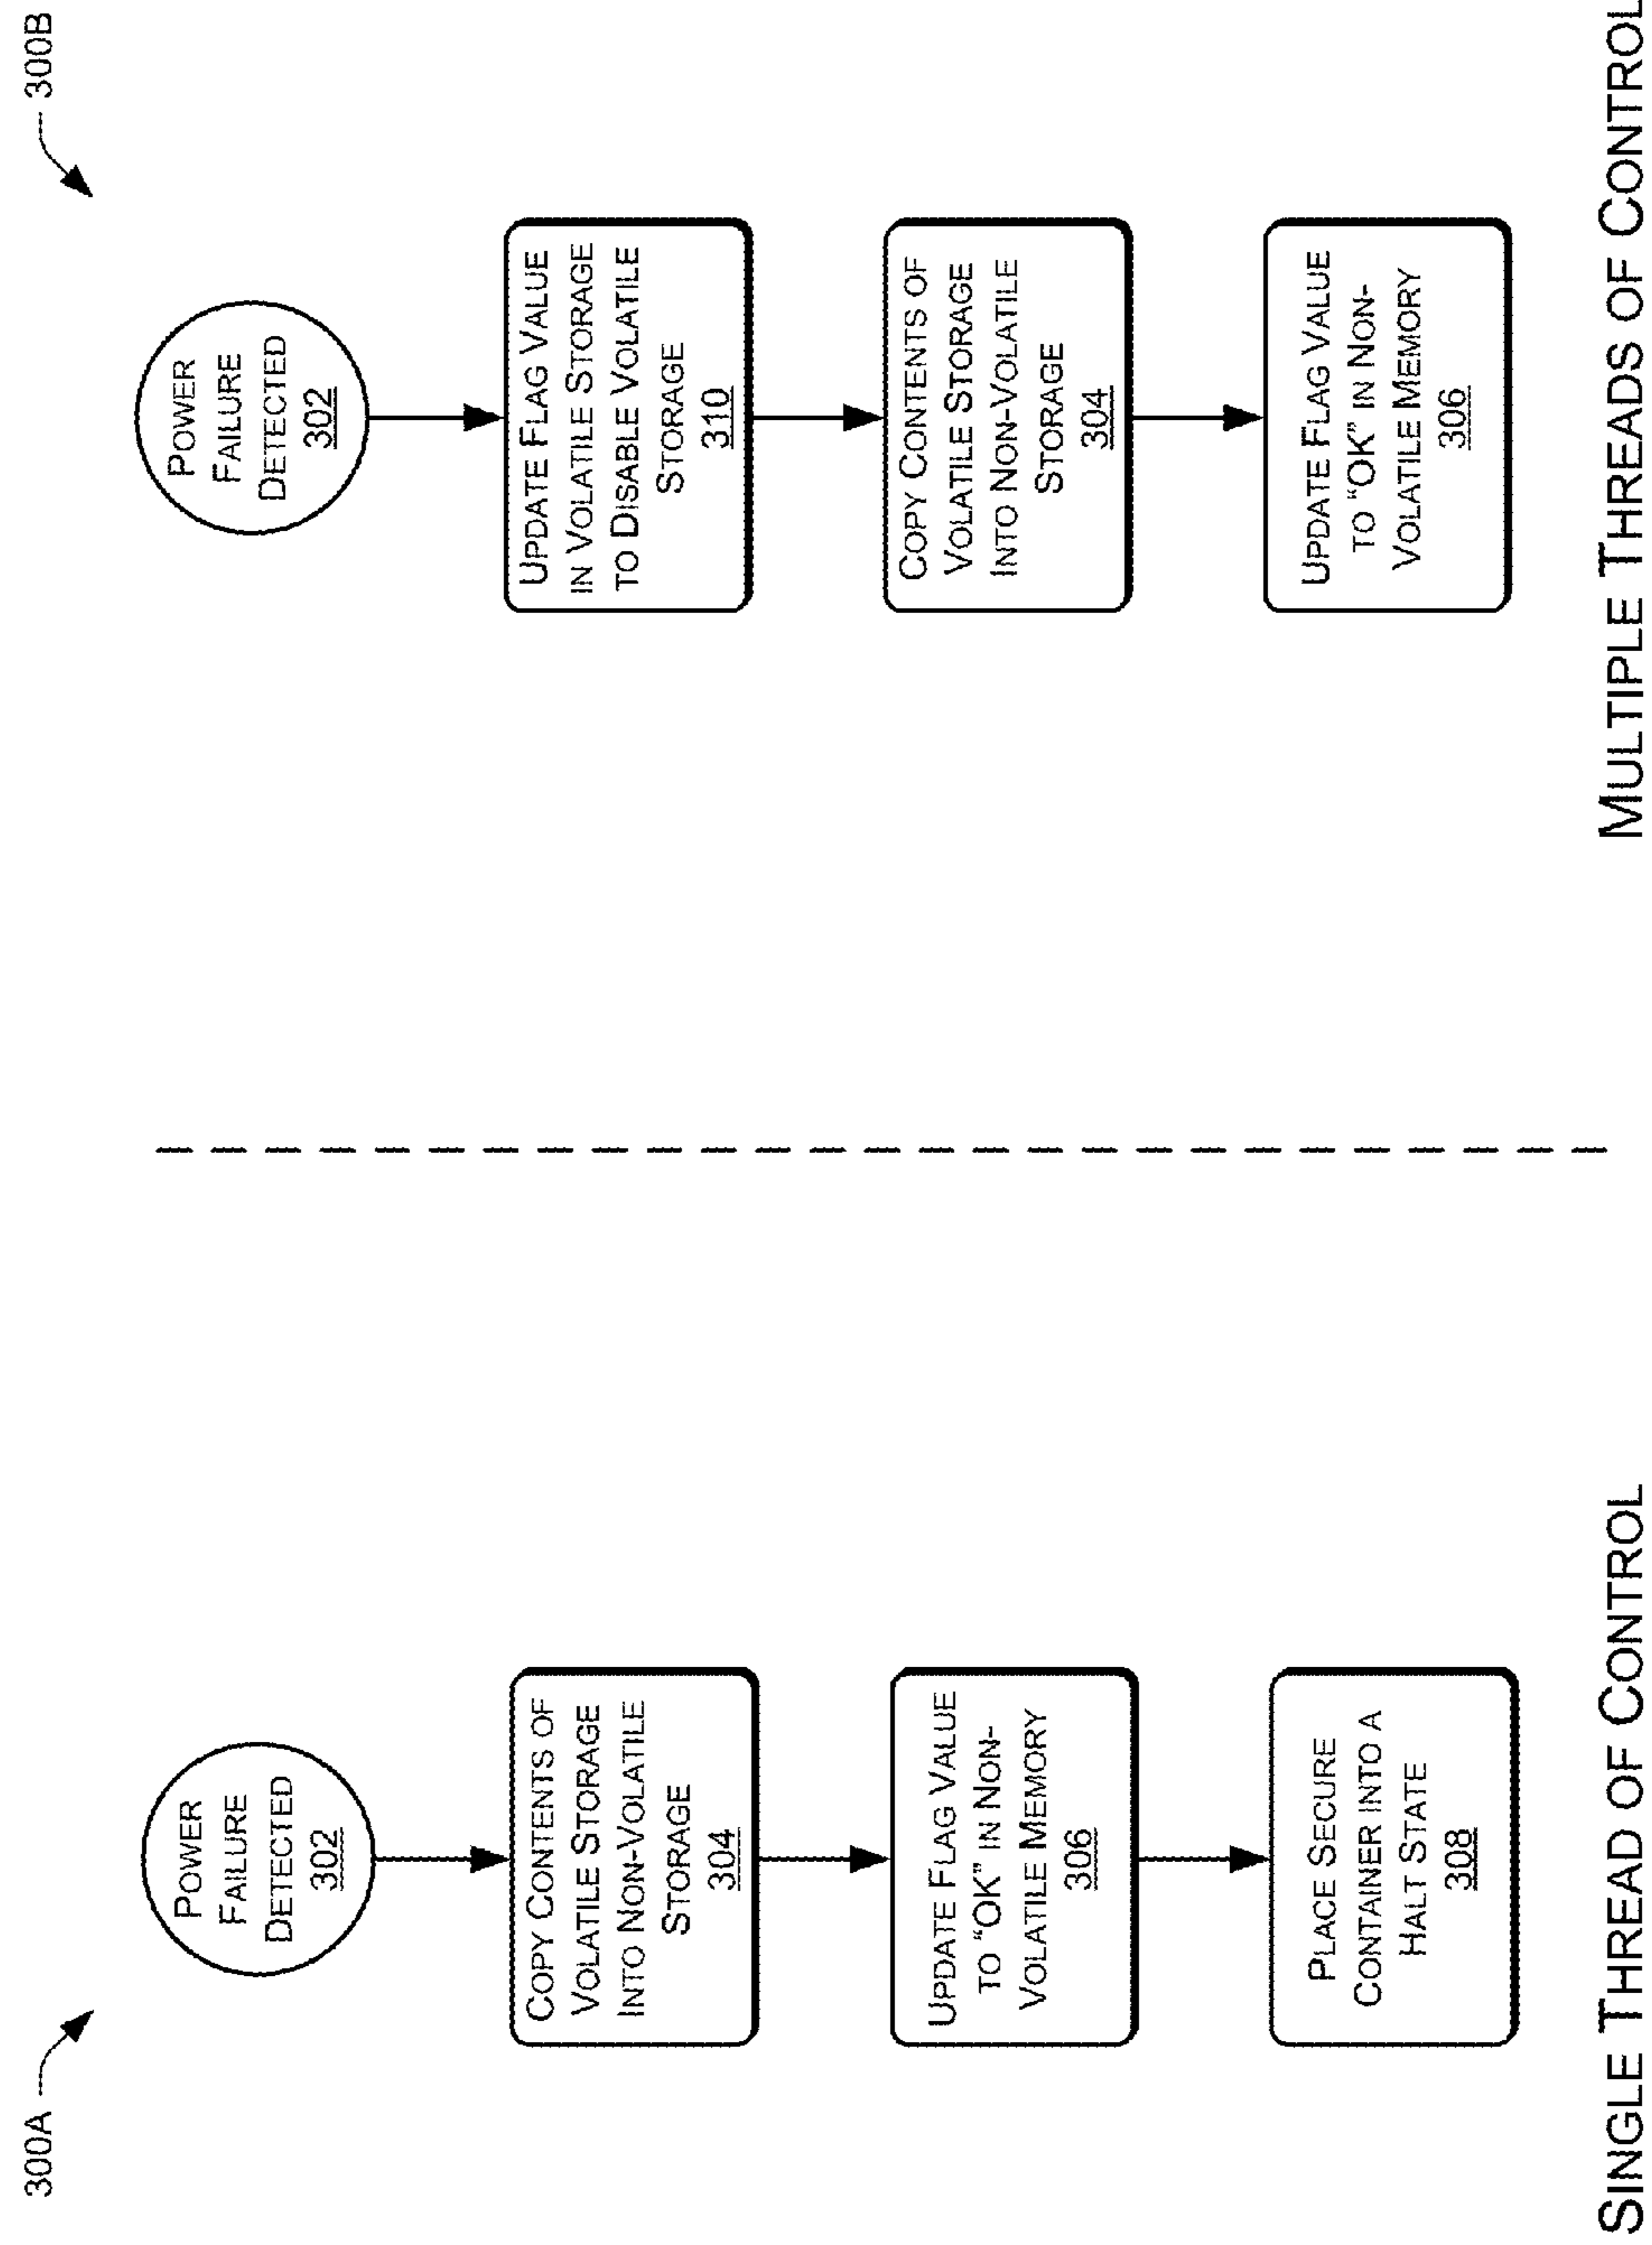 300A
POWER
FAILURE
DETECTED
302
COPY CONTENTS OF
VOLATILE STORAGE
INTO NON-VOLATILE
STORAGE
304
UPDATE FLAG VALUE
TO "OK" IN NON-
VOLATILE MEMORY
306
PLACE SECURE
CONTAINER INTO A
HALT STATE
308
SINGLE THREAD OF CONTROL
300B
POWER
FAILURE
DETECTED
302
UPDATE FLAG VALUE
IN VOLATILE STORAGE
TO DISABLE VOLATILE
STORAGE
310
COPY CONTENTS OF
VOLATILE STORAGE
INTO NON-VOLATILE
STORAGE
304
UPDATE FLAG VALUE
TO "OK" IN NON-
VOLATILE MEMORY
306
MULTIPLE THREADS OF CONTROL